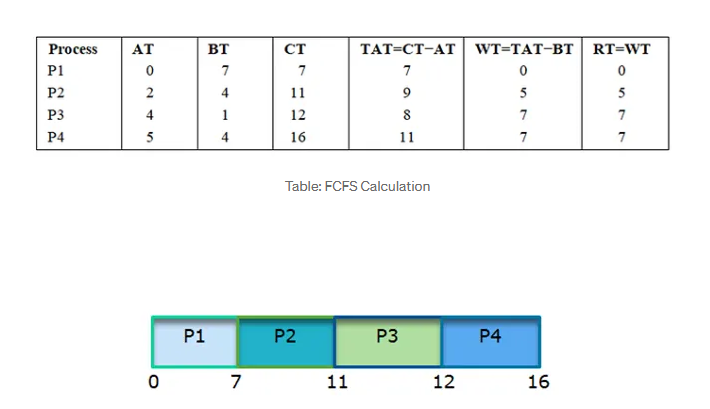 Process AT BT CT TAT=CT−AT WT=TAT−BT RT=WT
P1 0 7 7 7 0 0
P2 2 4 11 9 5 5
P3 4 1 12 8 7 7
P4 5 4 16 11 7 7
Table: FCFS Calculation
P1 P2 P3 P4
0 7 11 12 16